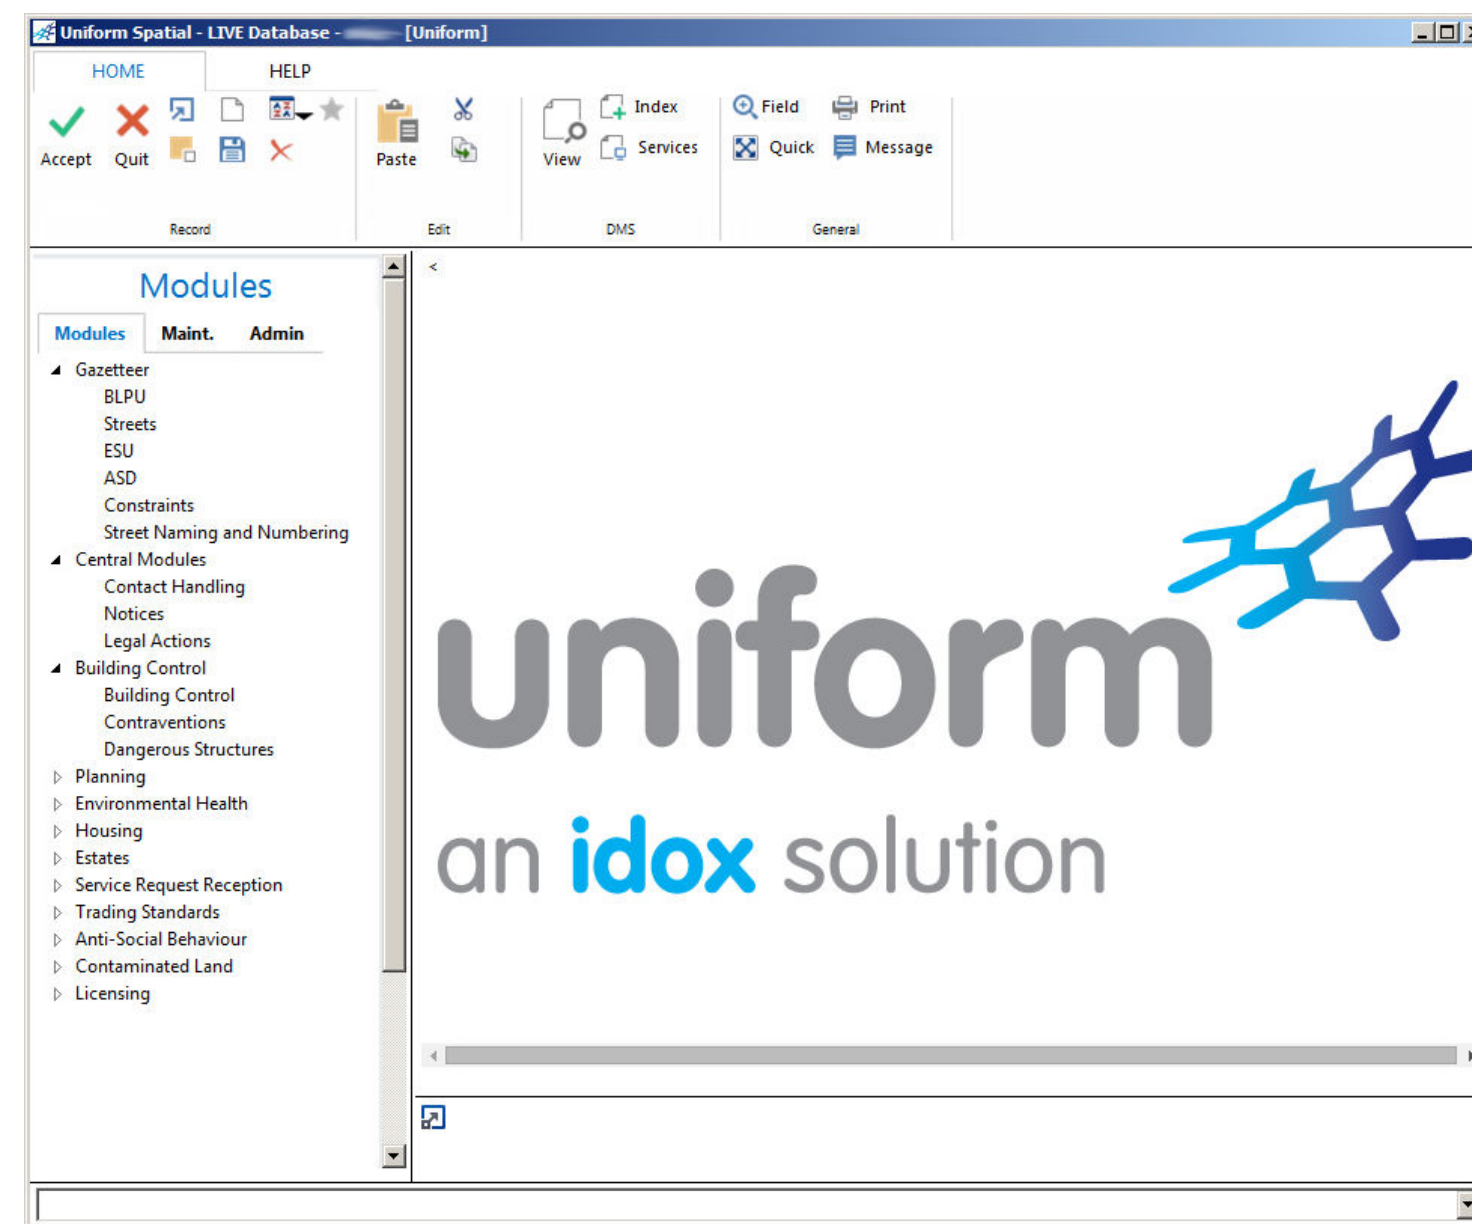 Uniform Spatial - LIVE Database - [Uniform]
HOME HELP
Accept Quit Paste View Index Services Field Quick Print Message
Record Edit DMS General
Modules
Modules Maint. Admin
Gazetteer
BLPU
Streets
ESU
ASD
Constraints
Street Naming and Numbering
Central Modules
Contact Handling
Notices
Legal Actions
Building Control
Building Control
Contraventions
Dangerous Structures
Planning
Environmental Health
Housing
Estates
Service Request Reception
Trading Standards
Anti-Social Behaviour
Contaminated Land
Licensing
<
uniform
an idox solution